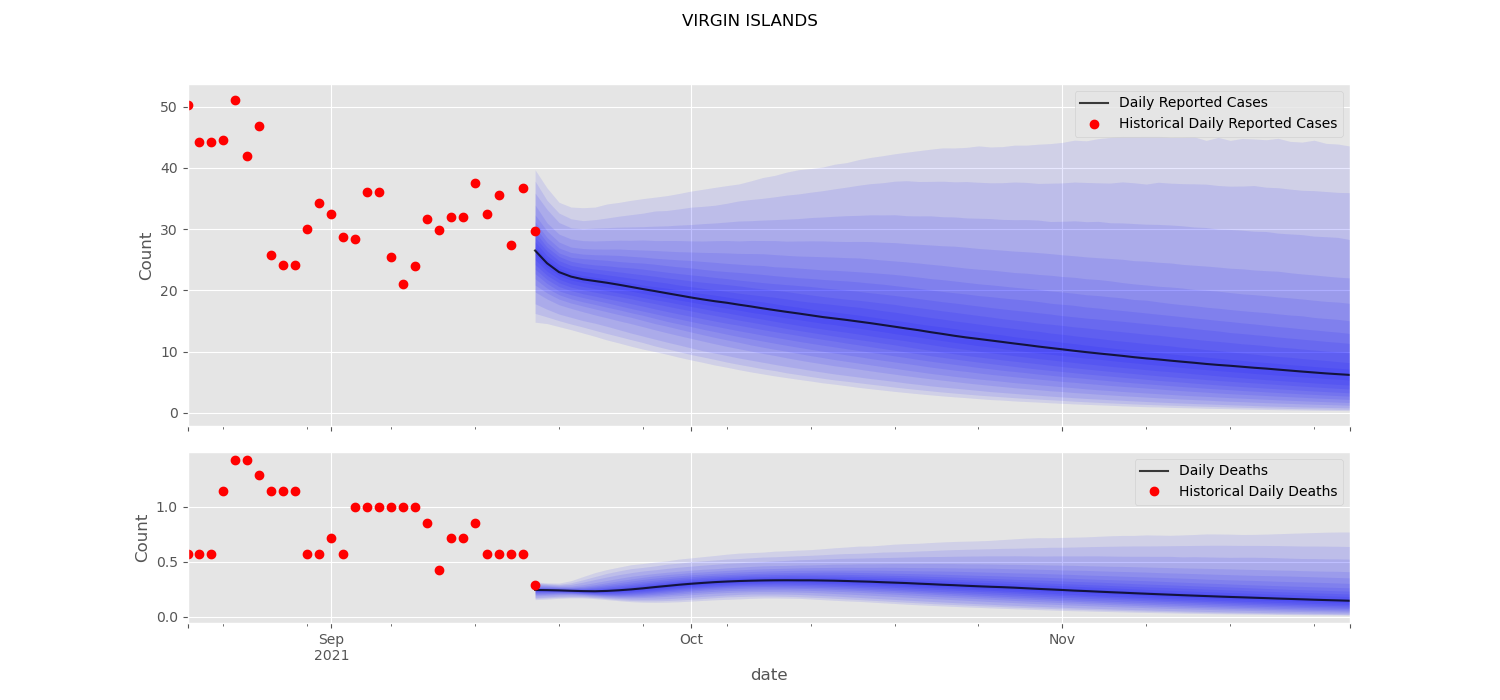 VIRGIN ISLANDS
50
40
30
20
10
0
Count
Daily Reported Cases
Historical Daily Reported Cases
1.0
0.5
0.0
Count
Daily Deaths
Historical Daily Deaths
Sep
2021
Oct
Nov
date